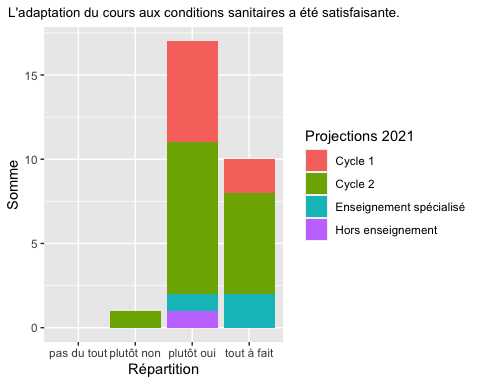 L'adaptation du cours aux conditions sanitaires a été satisfaisante.
15
10
5
0
Somme
pas du tout plutôt non plutôt oui tout à fait
Répartition
Projections 2021
Cycle 1
Cycle 2
Enseignement spécialisé
Hors enseignement